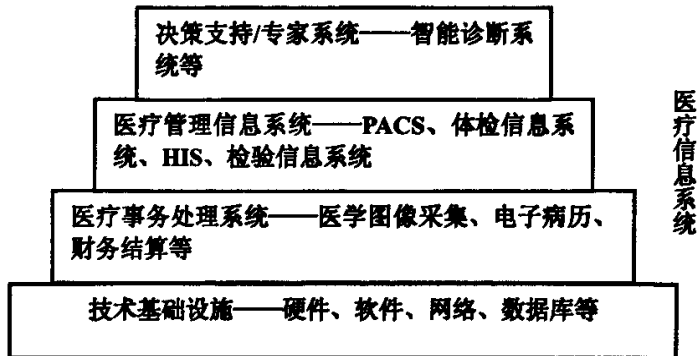 决策支持/专家系统——智能诊断系
统等
医疗管理信息系统——PACS、体检信息系
统、HIS、检验信息系统
医疗事务处理系统——医学图像采集、电子病历、
财务结算等
技术基础设施——硬件、软件、网络、数据库等
医疗信息系统